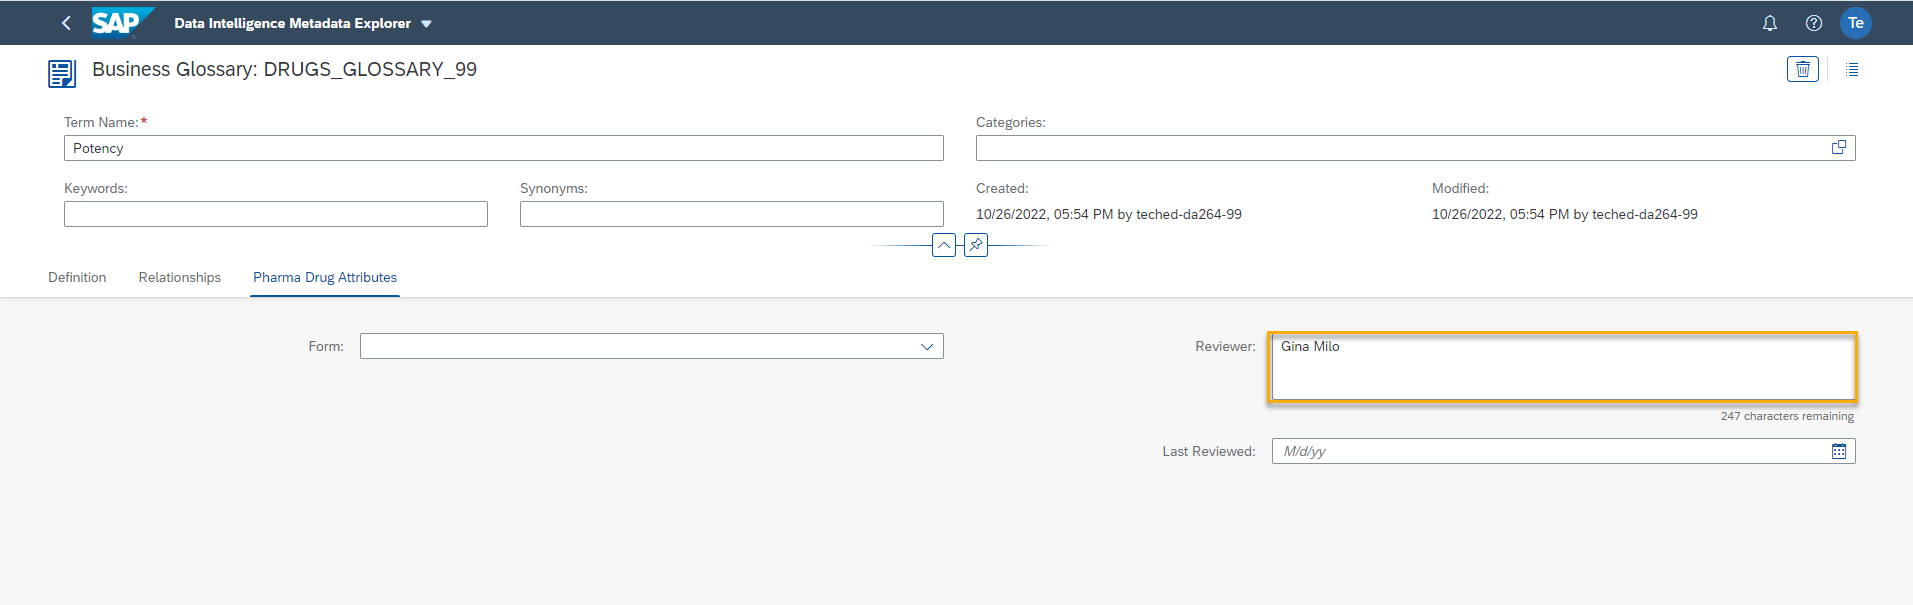 SAP Data Intelligence Metadata Explorer
Te
Business Glossary: DRUGS_GLOSSARY_99
Term Name:*
Categories:
Potency
Keywords:
Synonyms:
Created:
Modified:
10/26/2022, 05:54 PM by teched-da264-99
10/26/2022, 05:54 PM by teched-da264-99
Definition
Relationships
Pharma Drug Attributes
Form:
Reviewer:
Gina Milo
247 characters remaining
Last Reviewed:
M/d/yy